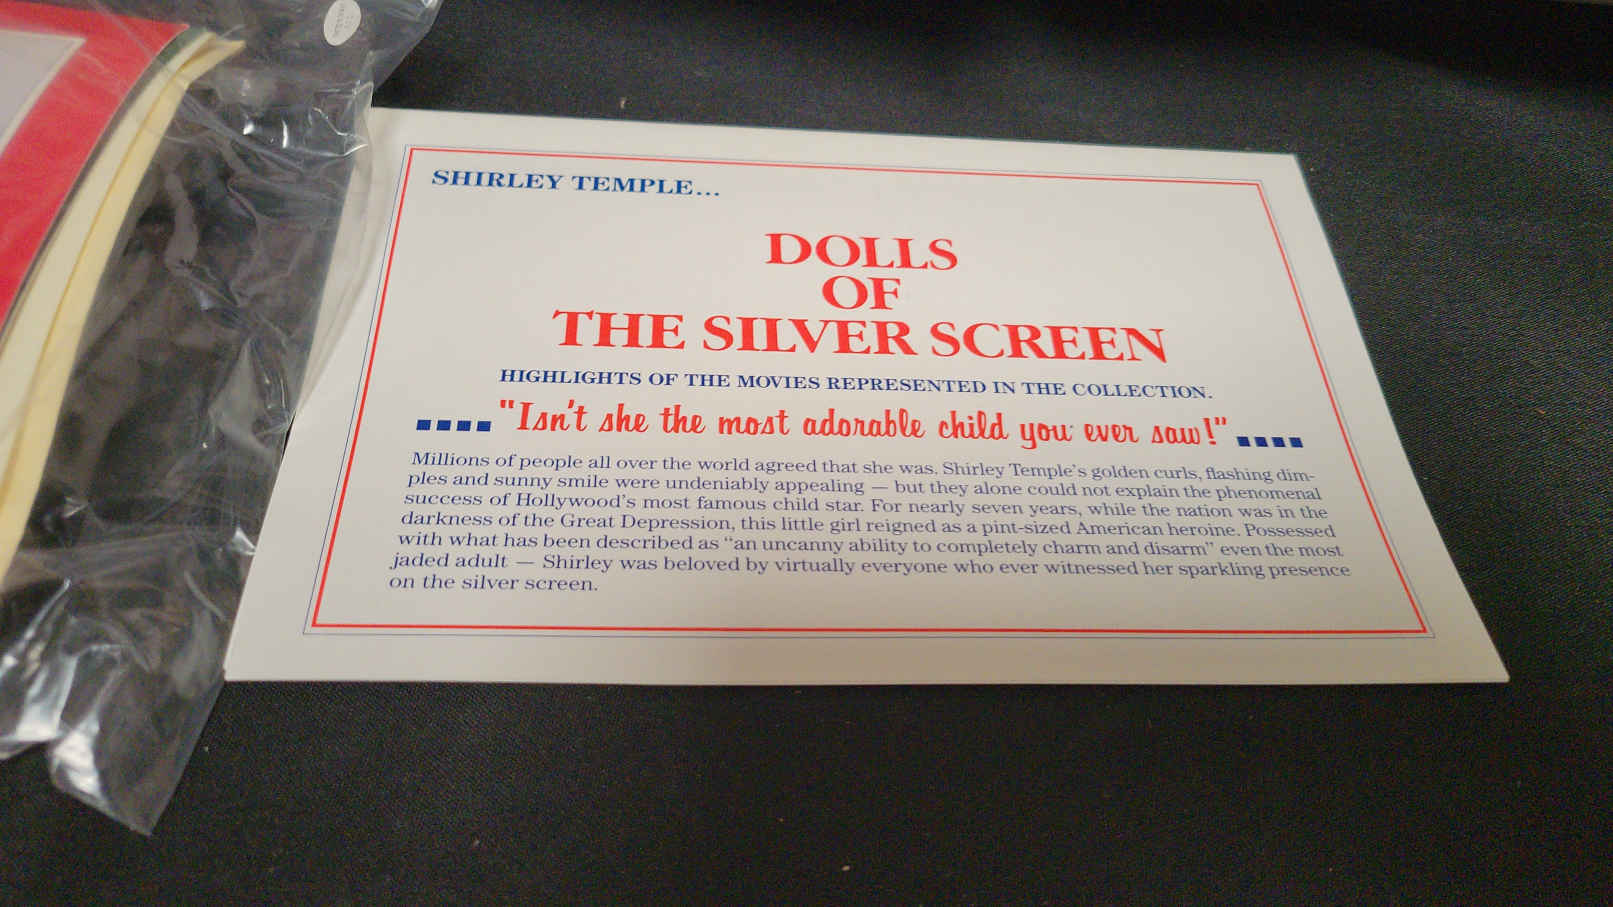 SHIRLEY TEMPLE...
DOLLS
OF
THE SILVER SCREEN
HIGHLIGHTS OF THE MOVIES REPRESENTED IN THE COLLECTION.
"Isn't she the most adorable child you ever saw!"
Millions of people all over the world agreed that she was. Shirley Temple's golden curls, flashing dim-
ples and sunny smile were undeniably appealing — but they alone could not explain the phenomenal
success of Hollywood's most famous child star. For nearly seven years, while the nation was in the
darkness of the Great Depression, this little girl reigned as a pint-sized American heroine. Possessed
with what has been described as "an uncanny ability to completely charm and disarm" even the most
jaded adult — Shirley was beloved by virtually everyone who ever witnessed her sparkling presence
on the silver screen.